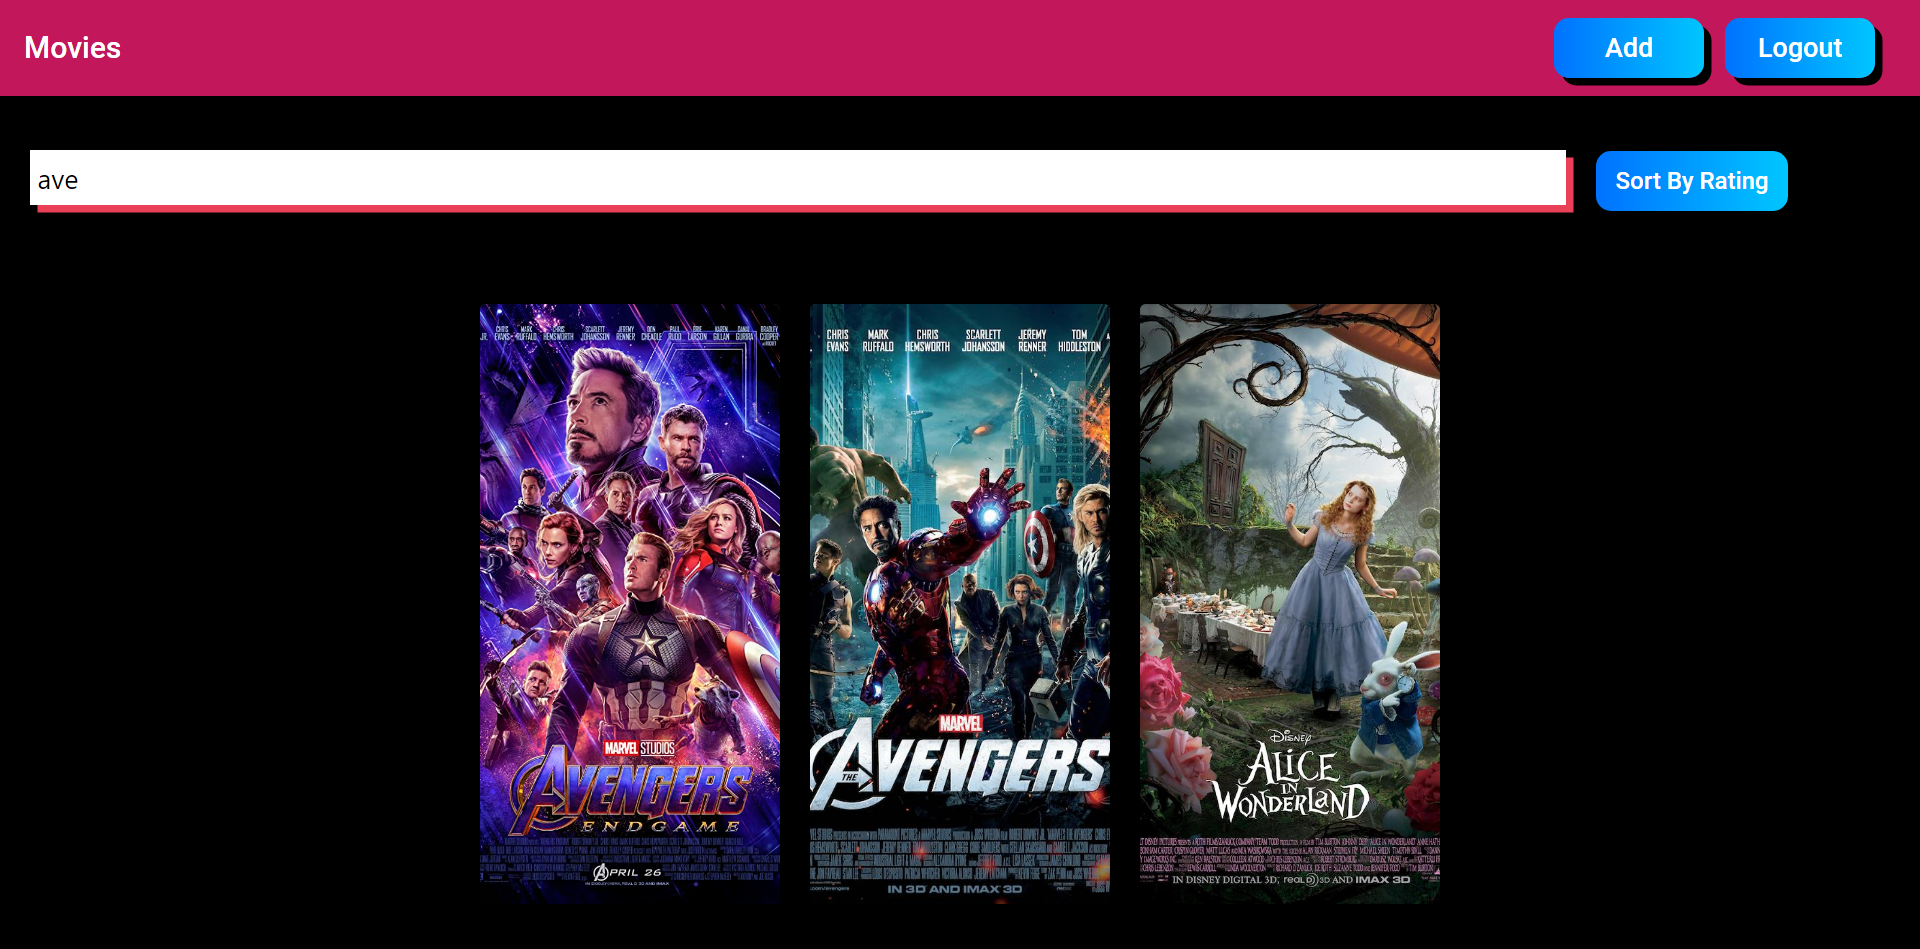 Movies
Add
Logout
ave
Sort By Rating
JR. CHRIS EVANS MARK RUFFALO CHRIS HEMSWORTH SCARLETT JOHANSSON JEREMY RENNER DON CHEADLE PAUL RUDD BRIE LARSON KAREN GILLAN DANAI GURIRA BRADLEY COOPER
MARVEL STUDIOS
AVENGERS
ENDGAME
APRIL 26
CHRIS EVANS MARK RUFFALO CHRIS HEMSWORTH SCARLETT JOHANSSON JEREMY RENNER TOM HIDDLESTON
MARVEL
THE AVENGERS
IN 3D AND IMAX 3D
DISNEY
ALICE
IN
WONDERLAND
IN DISNEY DIGITAL 3D, REAL D 3D AND IMAX 3D